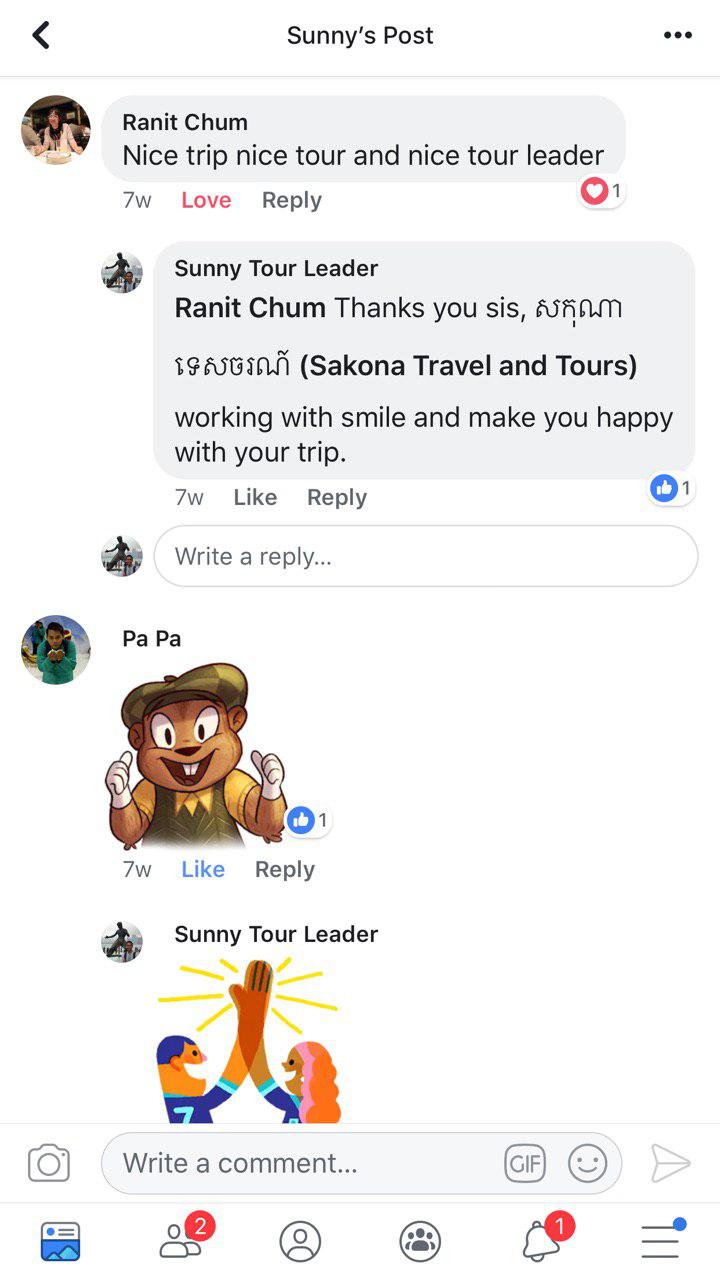 Sunny's Post
Ranit Chum
Nice trip nice tour and nice tour leader
7w Love Reply
1
Sunny Tour Leader
Ranit Chum Thanks you sis, សកុណា
ទេសចរណ៍ (Sakona Travel and Tours)
working with smile and make you happy
with your trip.
7w Like Reply
1
Write a reply...
Pa Pa
1
7w Like Reply
Sunny Tour Leader
7
Write a comment...
GIF
2
1